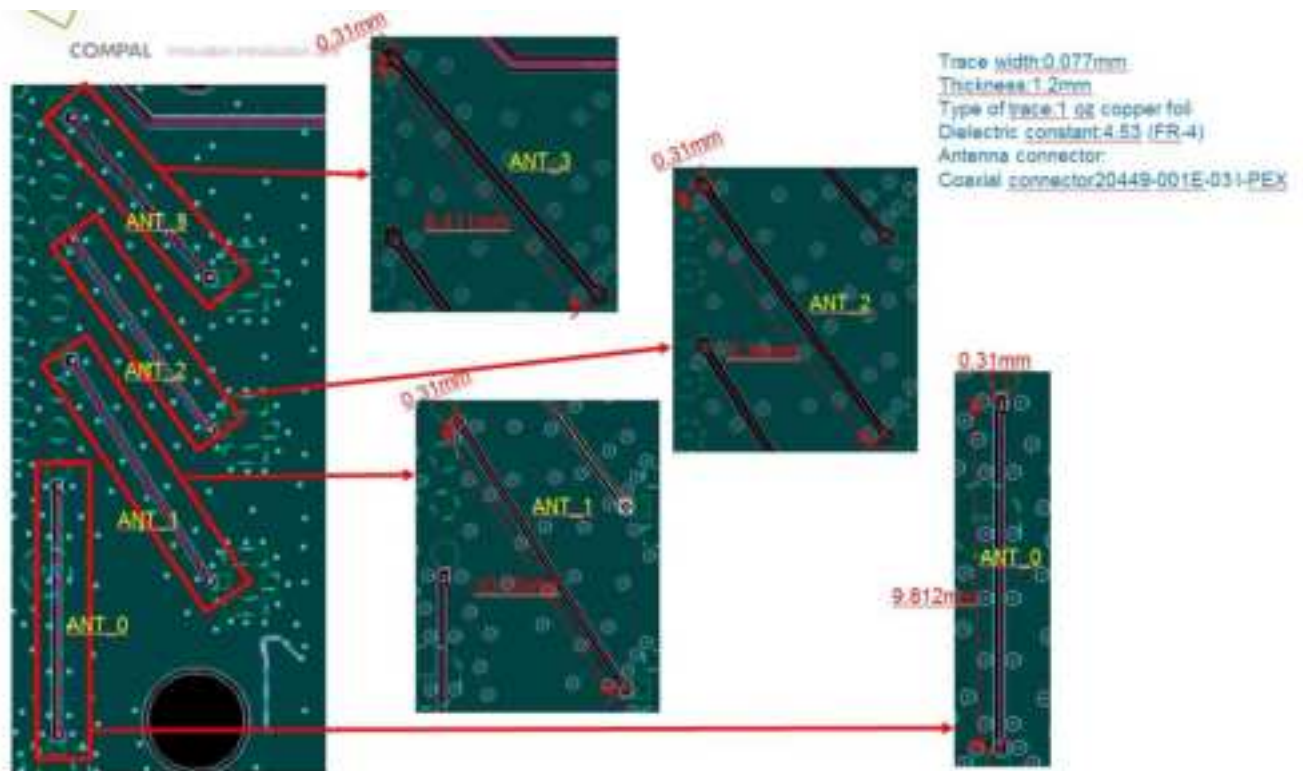 COMPAL
0.31mm
ANT_3
0.31mm
ANT_2
0.31mm
ANT_1
0.31mm
ANT_0
9.812mm
ANT_3
ANT_2
ANT_1
ANT_0
Trace width:0.077mm
Thickness:1.2mm
Type of trace:1 oz copper foil
Dielectric constant:4.53 (FR-4)
Antenna connector:
Coaxial connector20449-001E-031-PEX